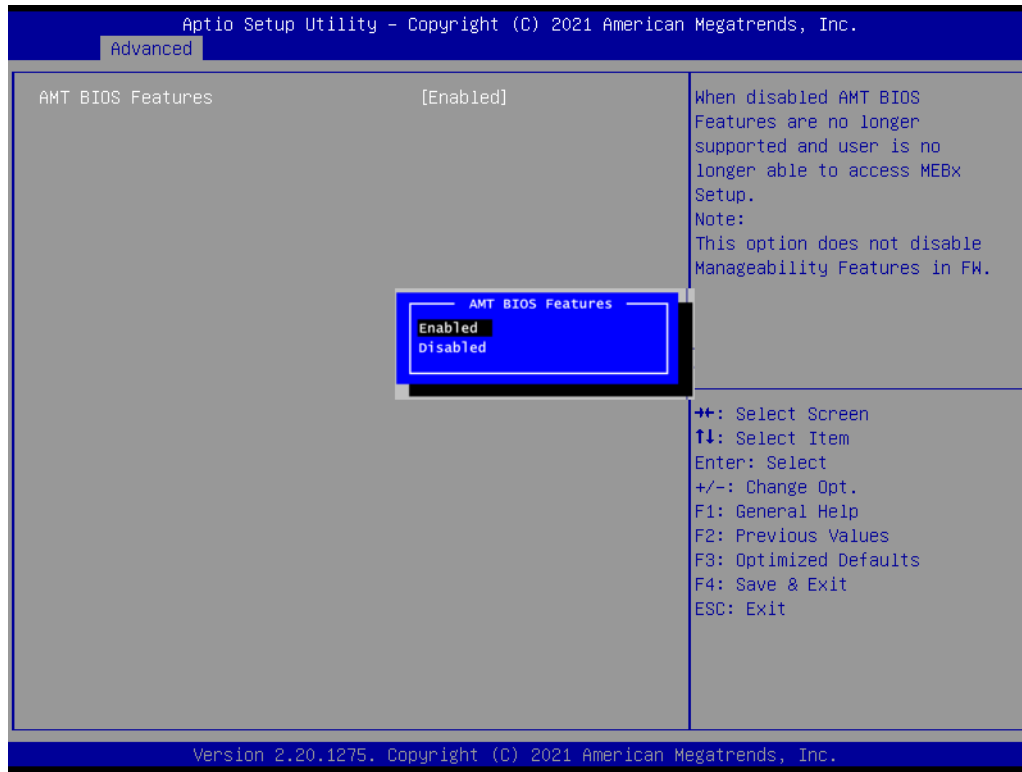 Aptio Setup Utility – Copyright (C) 2021 American Megatrends, Inc.
Advanced
AMT BIOS Features [Enabled]
When disabled AMT BIOS
Features are no longer
supported and user is no
longer able to access MEBx
Setup.
Note:
This option does not disable
Manageability Features in FW.
AMT BIOS Features
Enabled
Disabled
→←: Select Screen
↑↓: Select Item
Enter: Select
+/-: Change Opt.
F1: General Help
F2: Previous Values
F3: Optimized Defaults
F4: Save & Exit
ESC: Exit
Version 2.20.1275. Copyright (C) 2021 American Megatrends, Inc.